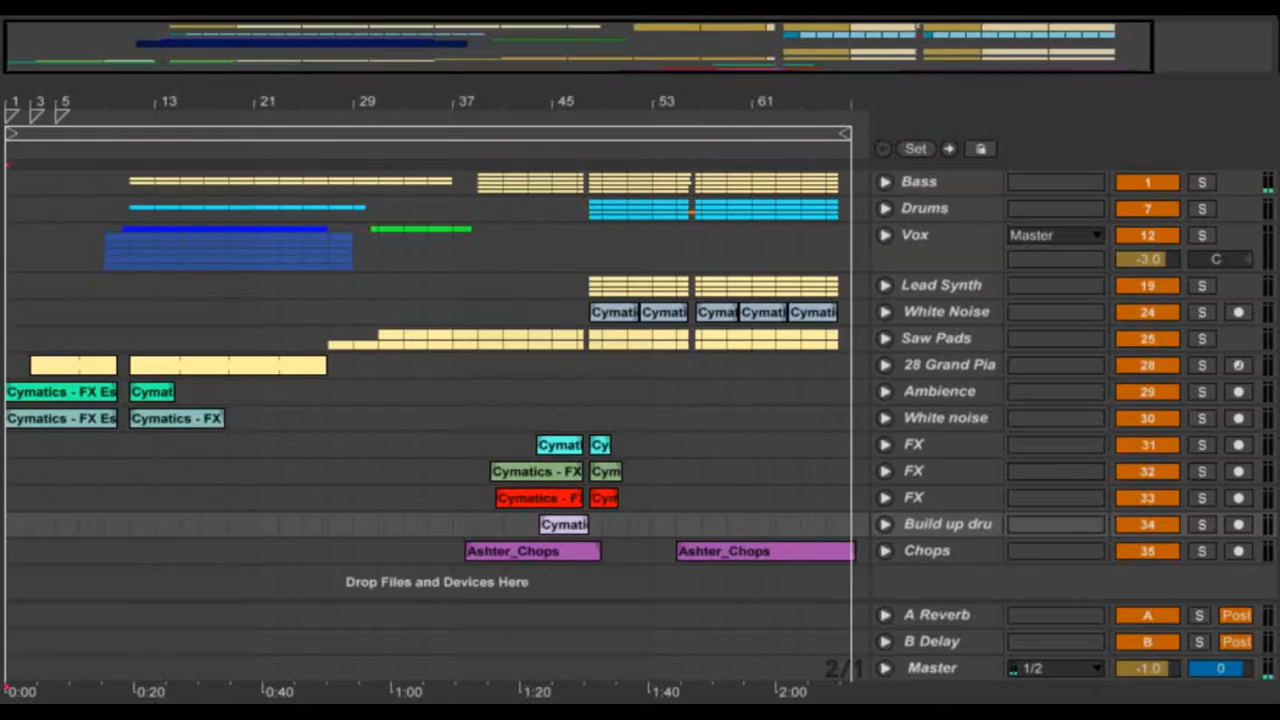 1 3 5 13 21 29 37 45 53 61
Set
Bass 1 S
Drums 7 S
Vox Master 12 S
-3.0 C
Lead Synth 19 S
Cymati Cymati Cymat Cymati Cymati White Noise 24 S
Saw Pads 25 S
28 Grand Pia 28 S
Cymatics - FX Es Cymat Ambience 29 S
Cymatics - FX Es Cymatics - FX White noise 30 S
Cymati Cy FX 31 S
Cymatics - FX Cym FX 32 S
Cymatics - F Cym FX 33 S
Cymati Build up dru 34 S
Ashter_Chops Ashter_Chops Chops 35 S
Drop Files and Devices Here
A Reverb A S Post
B Delay B S Post
2/1 Master 1/2 -1.0 0
0:00 0:20 0:40 1:00 1:20 1:40 2:00